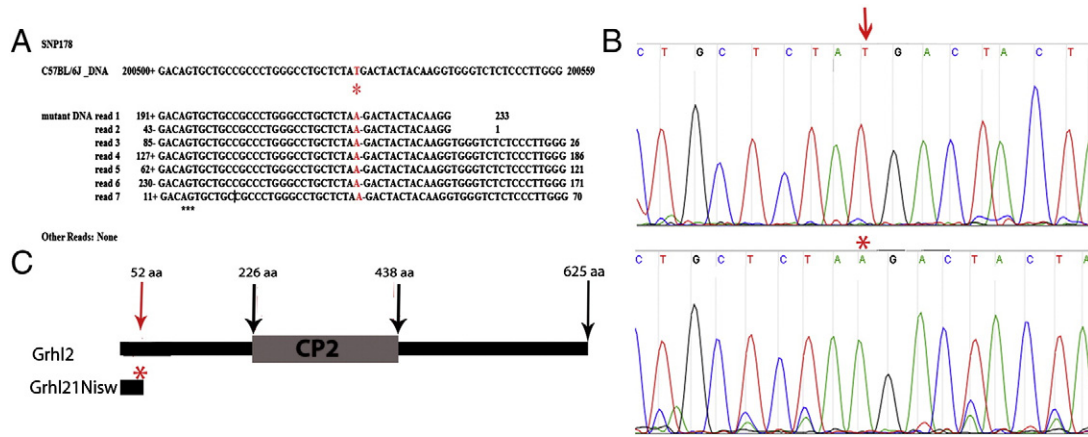 A
SNP178
C57BL/6J _DNA 200500+ GACAGTGCTGCCGCCCTGGGCCTGCTCTATGACTACTACAAGGTGGGTCTCTCCCTTGGG 200559
*
mutant DNA read 1 191+ GACAGTGCTGCCGCCCTGGGCCTGCTCTAA-GACTACTACAAGG 233
read 2 43- GACAGTGCTGCCGCCCTGGGCCTGCTCTAA-GACTACTACAAGG 1
read 3 85- GACAGTGCTGCCGCCCTGGGCCTGCTCTAA-GACTACTACAAGGTGGGTCTCTCCCTTGGG 26
read 4 127+ GACAGTGCTGCCGCCCTGGGCCTGCTCTAA-GACTACTACAAGGTGGGTCTCTCCCTTGGG 186
read 5 62+ GACAGTGCTGCCGCCCTGGGCCTGCTCTAA-GACTACTACAAGGTGGGTCTCTCCCTTGGG 121
read 6 230- GACAGTGCTGCCGCCCTGGGCCTGCTCTAA-GACTACTACAAGGTGGGTCTCTCCCTTGGG 171
read 7 11+ GACAGTGCTGCCGCCCTGGGCCTGCTCTAA-GACTACTACAAGGTGGGTCTCTCCCTTGGG 70
***
Other Reads: None
B
C T G C T C T A T G A C T A C T
*
C T G C T C T A A G A C T A C T A
C
52 aa 226 aa 438 aa 625 aa
Grhl2 CP2
*
Grhl21Nisw